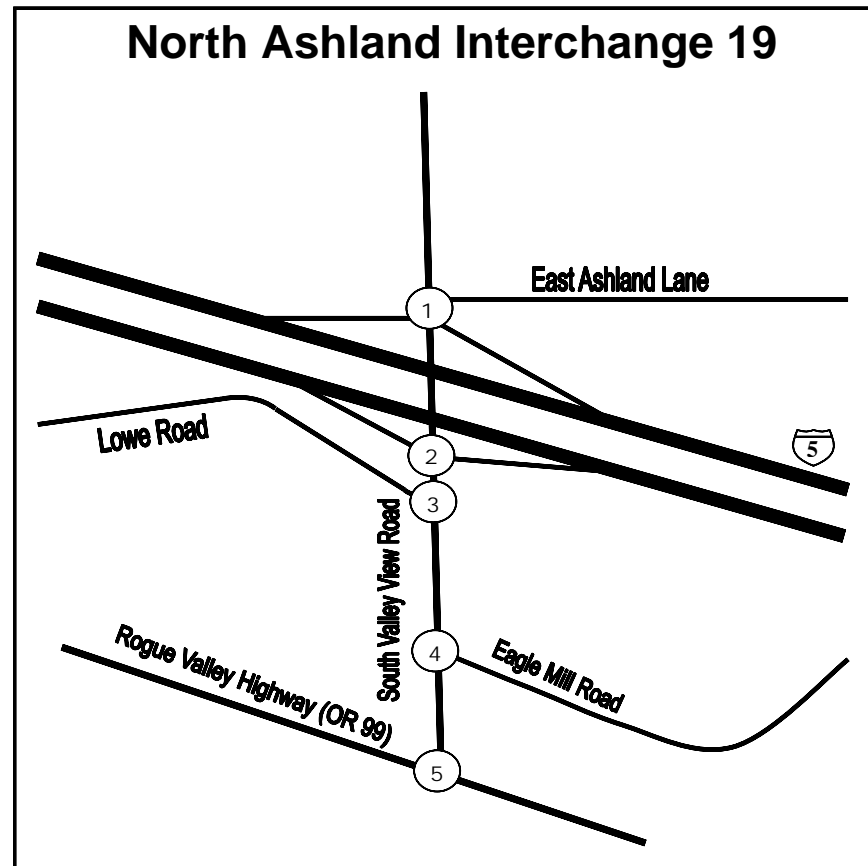 North Ashland Interchange 19
East Ashland Lane
1
Lowe Road
5
2
3
South Valley View Road
4
Eagle Mill Road
Rogue Valley Highway (OR 99)
5